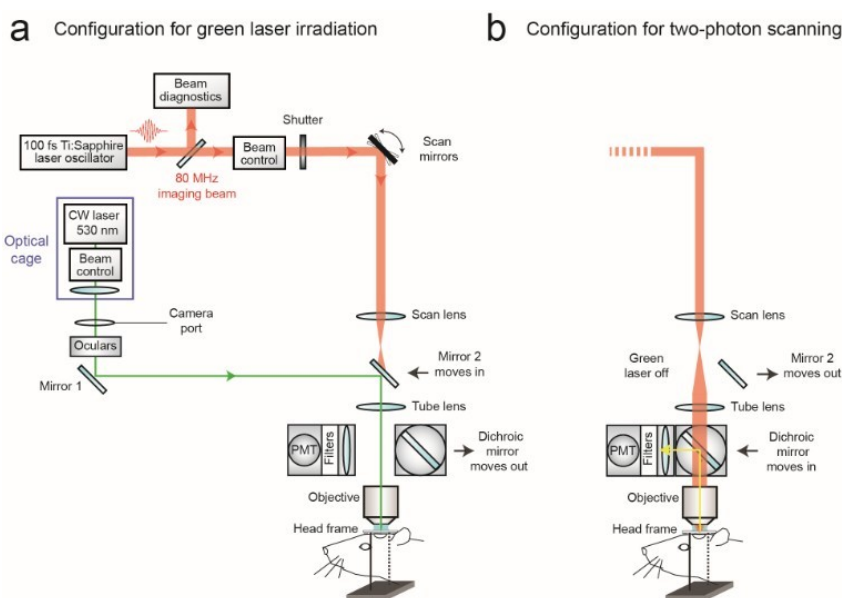 a Configuration for green laser irradiation
Beam
diagnostics
Shutter
100 fs Ti:Sapphire
laser oscillator
Beam
control
Scan
mirrors
80 MHz
imaging beam
CW laser
530 nm
Optical
cage
Beam
control
Camera
port
Scan lens
Oculars
Mirror 2
moves in
Mirror 1
Tube lens
PMT
Filters
Dichroic
mirror
moves out
Objective
Head frame
b Configuration for two-photon scanning
Scan lens
Green
laser off
Mirror 2
moves out
Tube lens
PMT
Filters
Dichroic
mirror
moves in
Objective
Head frame